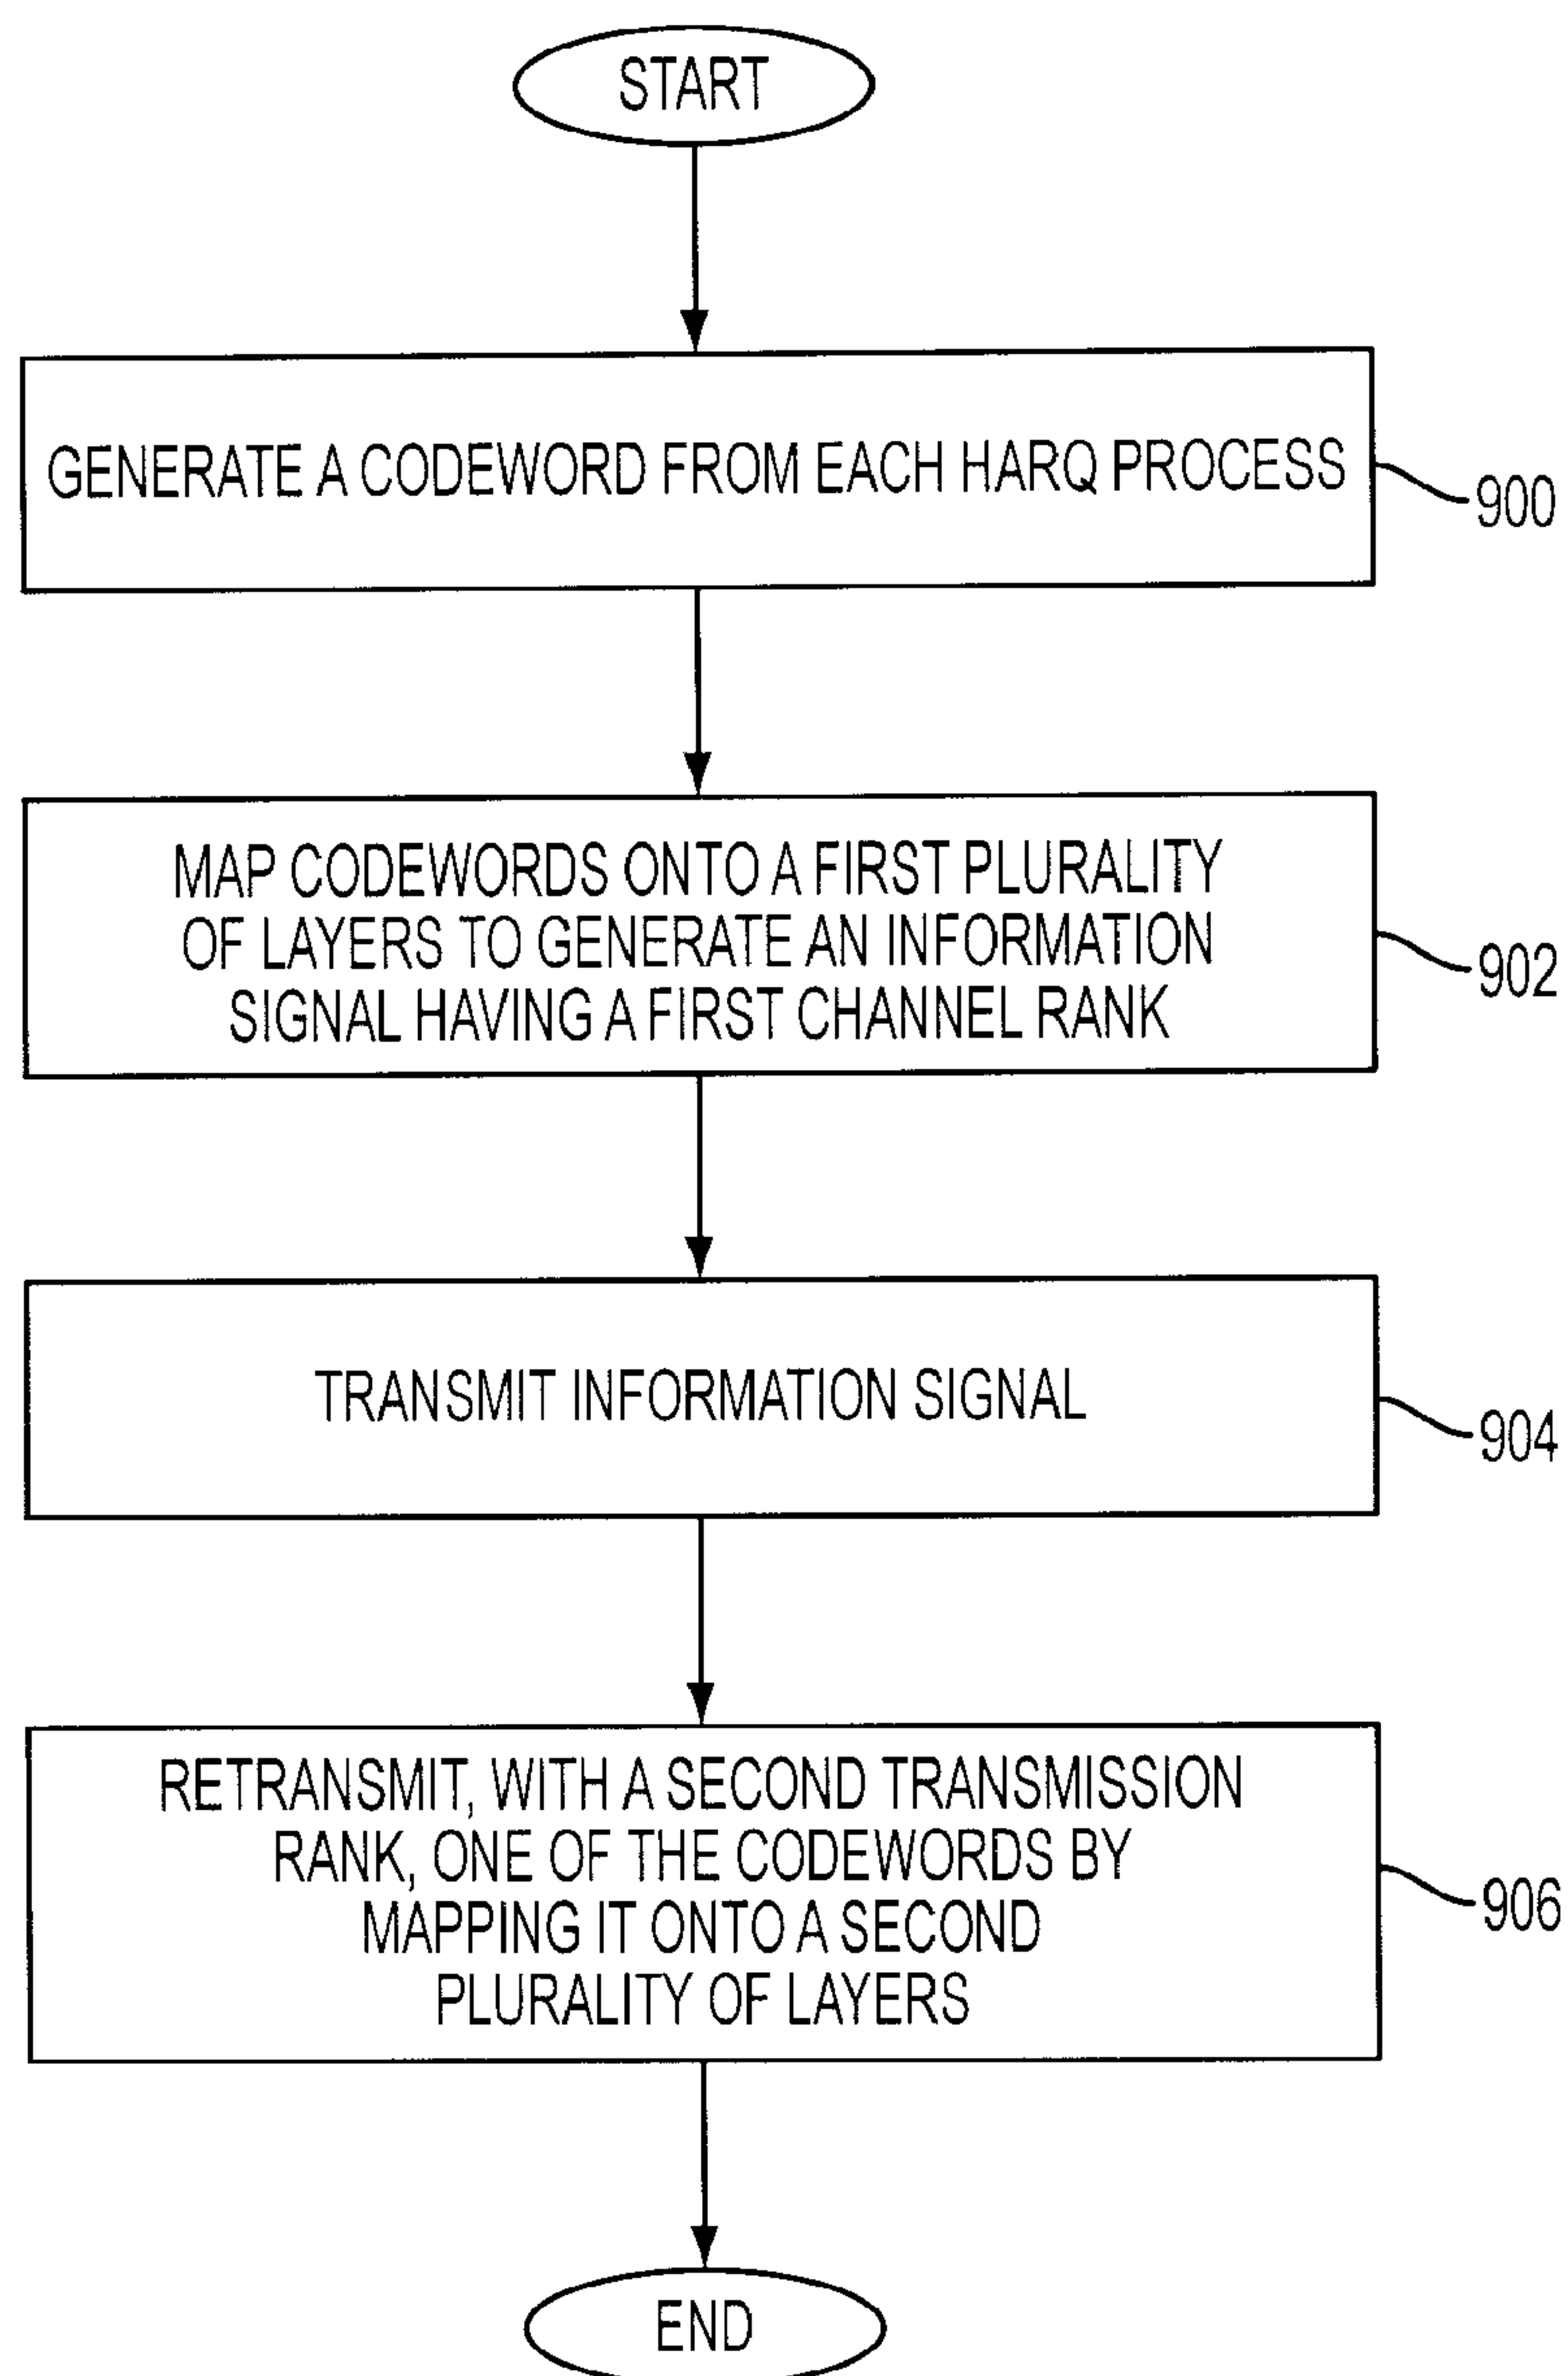 START
GENERATE A CODEWORD FROM EACH HARQ PROCESS
900
MAP CODEWORDS ONTO A FIRST PLURALITY
OF LAYERS TO GENERATE AN INFORMATION
SIGNAL HAVING A FIRST CHANNEL RANK
902
TRANSMIT INFORMATION SIGNAL
904
RETRANSMIT, WITH A SECOND TRANSMISSION
RANK, ONE OF THE CODEWORDS BY
MAPPING IT ONTO A SECOND
PLURALITY OF LAYERS
906
END